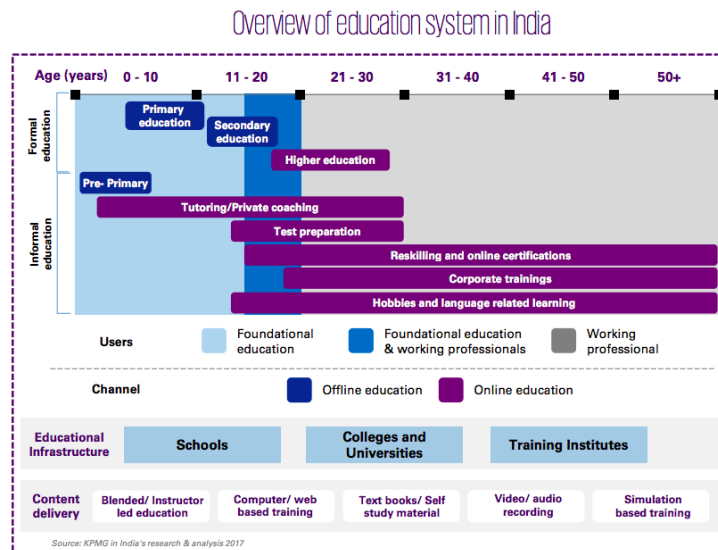 Overview of education system in India
Age (years) 0 - 10 11 - 20 21 - 30 31 - 40 41 - 50 50+
Formal
education
Primary
education
Secondary
education
Higher education
Informal
education
Pre- Primary
Tutoring/Private coaching
Test preparation
Reskilling and online certifications
Corporate trainings
Hobbies and language related learning
Users
Foundational
education
Foundational education
& working professionals
Working
professional
Channel
Offline education
Online education
Educational
Infrastructure
Schools
Colleges and
Universities
Training Institutes
Content
delivery
Blended/ Instructor
led education
Computer/ web
based training
Text books/ Self
study material
Video/ audio
recording
Simulation
based training
Source: KPMG in India's research & analysis 2017